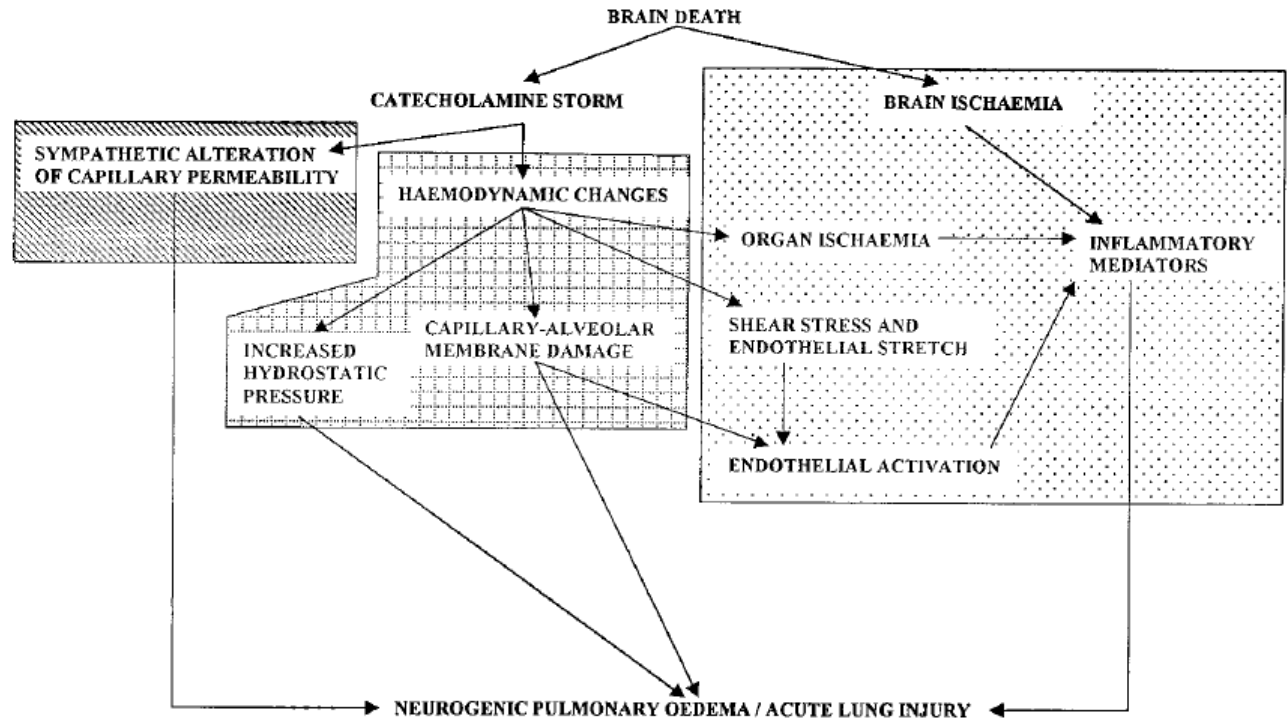 BRAIN DEATH
CATECHOLAMINE STORM
BRAIN ISCHAEMIA
SYMPATHETIC ALTERATION
OF CAPILLARY PERMEABILITY
HAEMODYNAMIC CHANGES
ORGAN ISCHAEMIA
INFLAMMATORY
MEDIATORS
INCREASED
HYDROSTATIC
PRESSURE
CAPILLARY-ALVEOLAR
MEMBRANE DAMAGE
SHEAR STRESS AND
ENDOTHELIAL STRETCH
ENDOTHELIAL ACTIVATION
NEUROGENIC PULMONARY OEDEMA / ACUTE LUNG INJURY